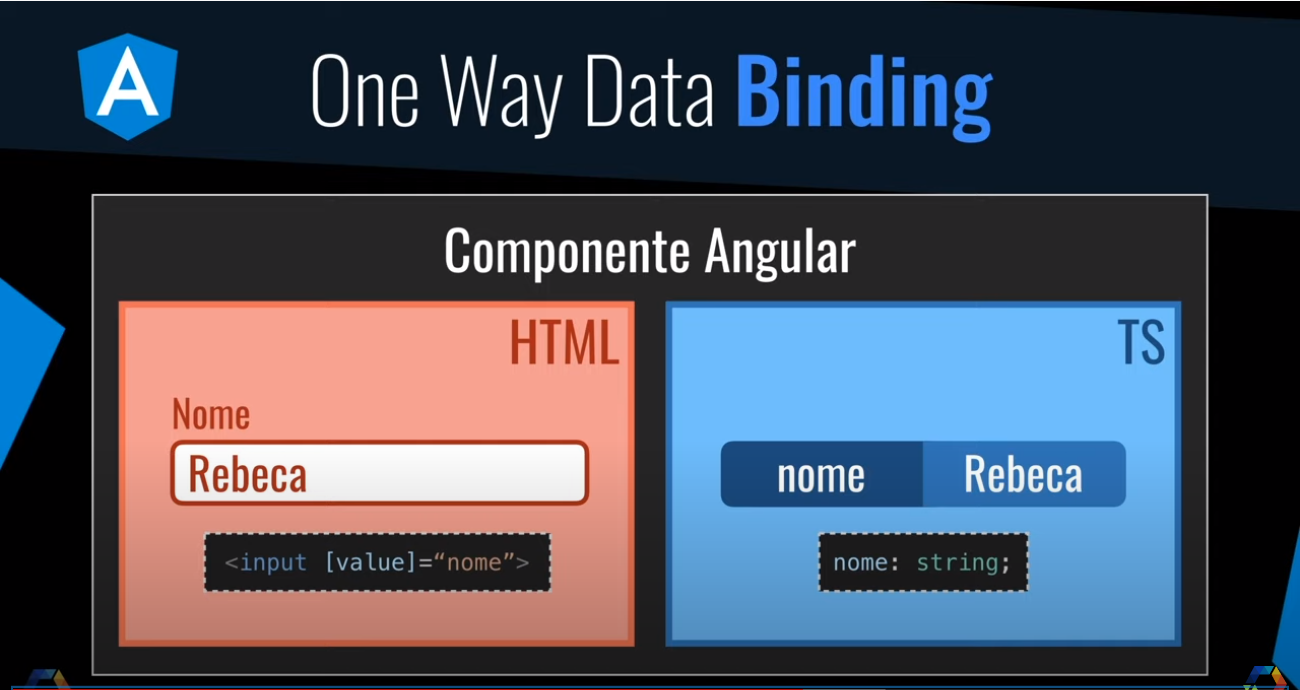 A
One Way Data Binding
Componente Angular
HTML
Nome
Rebeca
<input [value]=“nome”>
TS
nome Rebeca
nome: string;